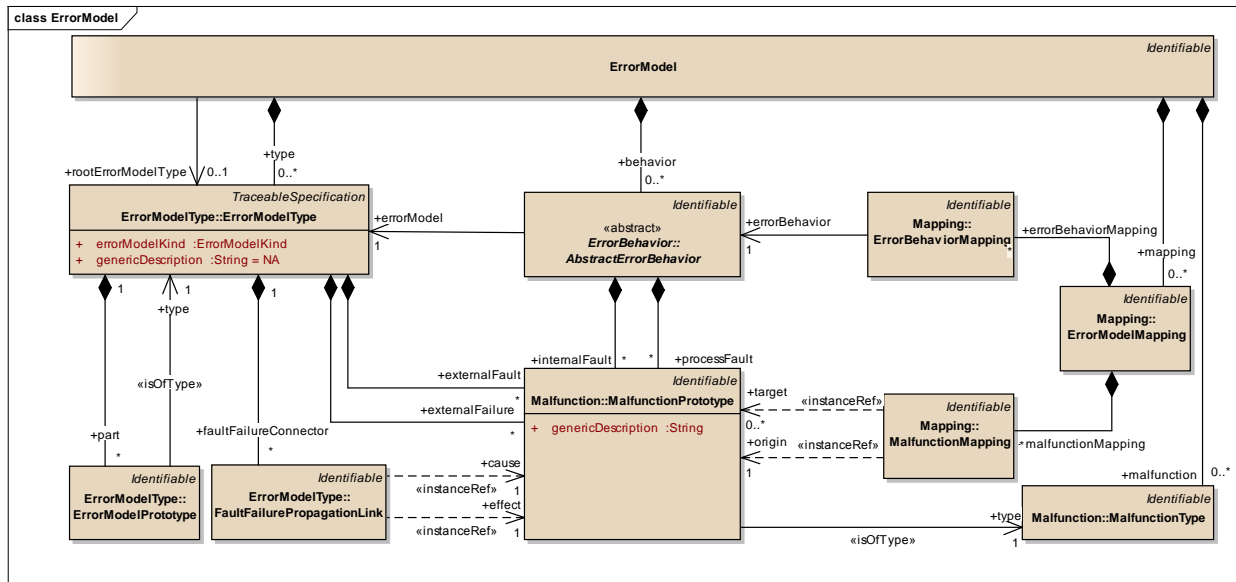 class ErrorModel
Identifiable
ErrorModel
+rootErrorModelType
0..1
+type
0..*
+behavior
0..*
+mapping
0..*
TraceableSpecification
ErrorModelType::ErrorModelType
+ errorModelKind :ErrorModelKind
+ genericDescription :String = NA
+errorModel
1
Identifiable
«abstract»
ErrorBehavior::
AbstractErrorBehavior
+errorBehavior
1
Identifiable
Mapping::
ErrorBehaviorMapping
+errorBehaviorMapping
*
Identifiable
Mapping::
ErrorModelMapping
1
1
+type
1
«isOfType»
+internalFault
*
*
+processFault
+externalFault
*
+externalFailure
*
Identifiable
Malfunction::MalfunctionPrototype
+ genericDescription :String
+target
«instanceRef»
0..*
+origin
«instanceRef»
1
Identifiable
Mapping::
MalfunctionMapping
*
+malfunctionMapping
+part
*
+faultFailureConnector
*
Identifiable
ErrorModelType::
ErrorModelPrototype
Identifiable
ErrorModelType::
FaultFailurePropagationLink
+cause
«instanceRef»
1
+effect
«instanceRef»
1
+malfunction
0..*
Identifiable
Malfunction::MalfunctionType
+type
«isOfType»
1